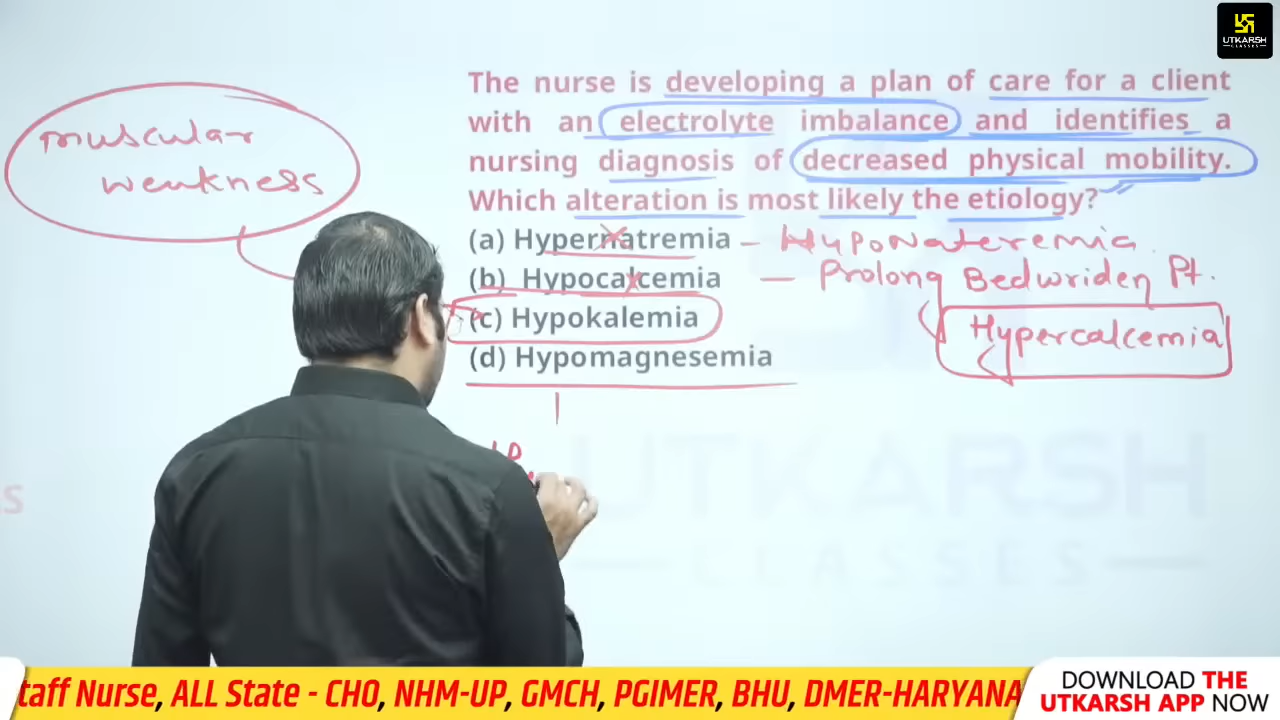 UTKARSH
CLASSES
The nurse is developing a plan of care for a client
with an electrolyte imbalance and identifies a
nursing diagnosis of decreased physical mobility.
Which alteration is most likely the etiology?
(a) Hypernatremia – HypoNateremia
(b) Hypocalcemia — Prolong Bedwriden Pt.
(c) Hypokalemia
Hypercalcemia
(d) Hypomagnesemia
muscular
weakness
UTKARSH
CLASSES
taff Nurse, ALL State - CHO, NHM-UP, GMCH, PGIMER, BHU, DMER-HARYANA
DOWNLOAD THE
UTKARSH APP NOW